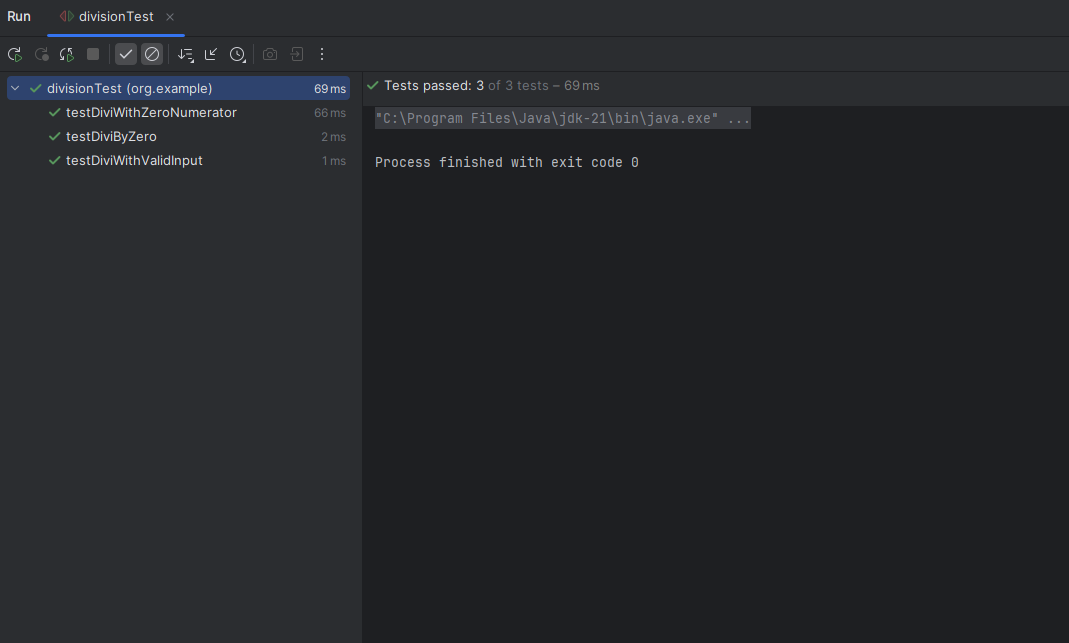 Run divisionTest
divisionTest (org.example) 69 ms
testDiviWithZeroNumerator 66 ms
testDiviByZero 2 ms
testDiviWithValidInput 1 ms
Tests passed: 3 of 3 tests – 69 ms
"C:\Program Files\Java\jdk-21\bin\java.exe" ...
Process finished with exit code 0